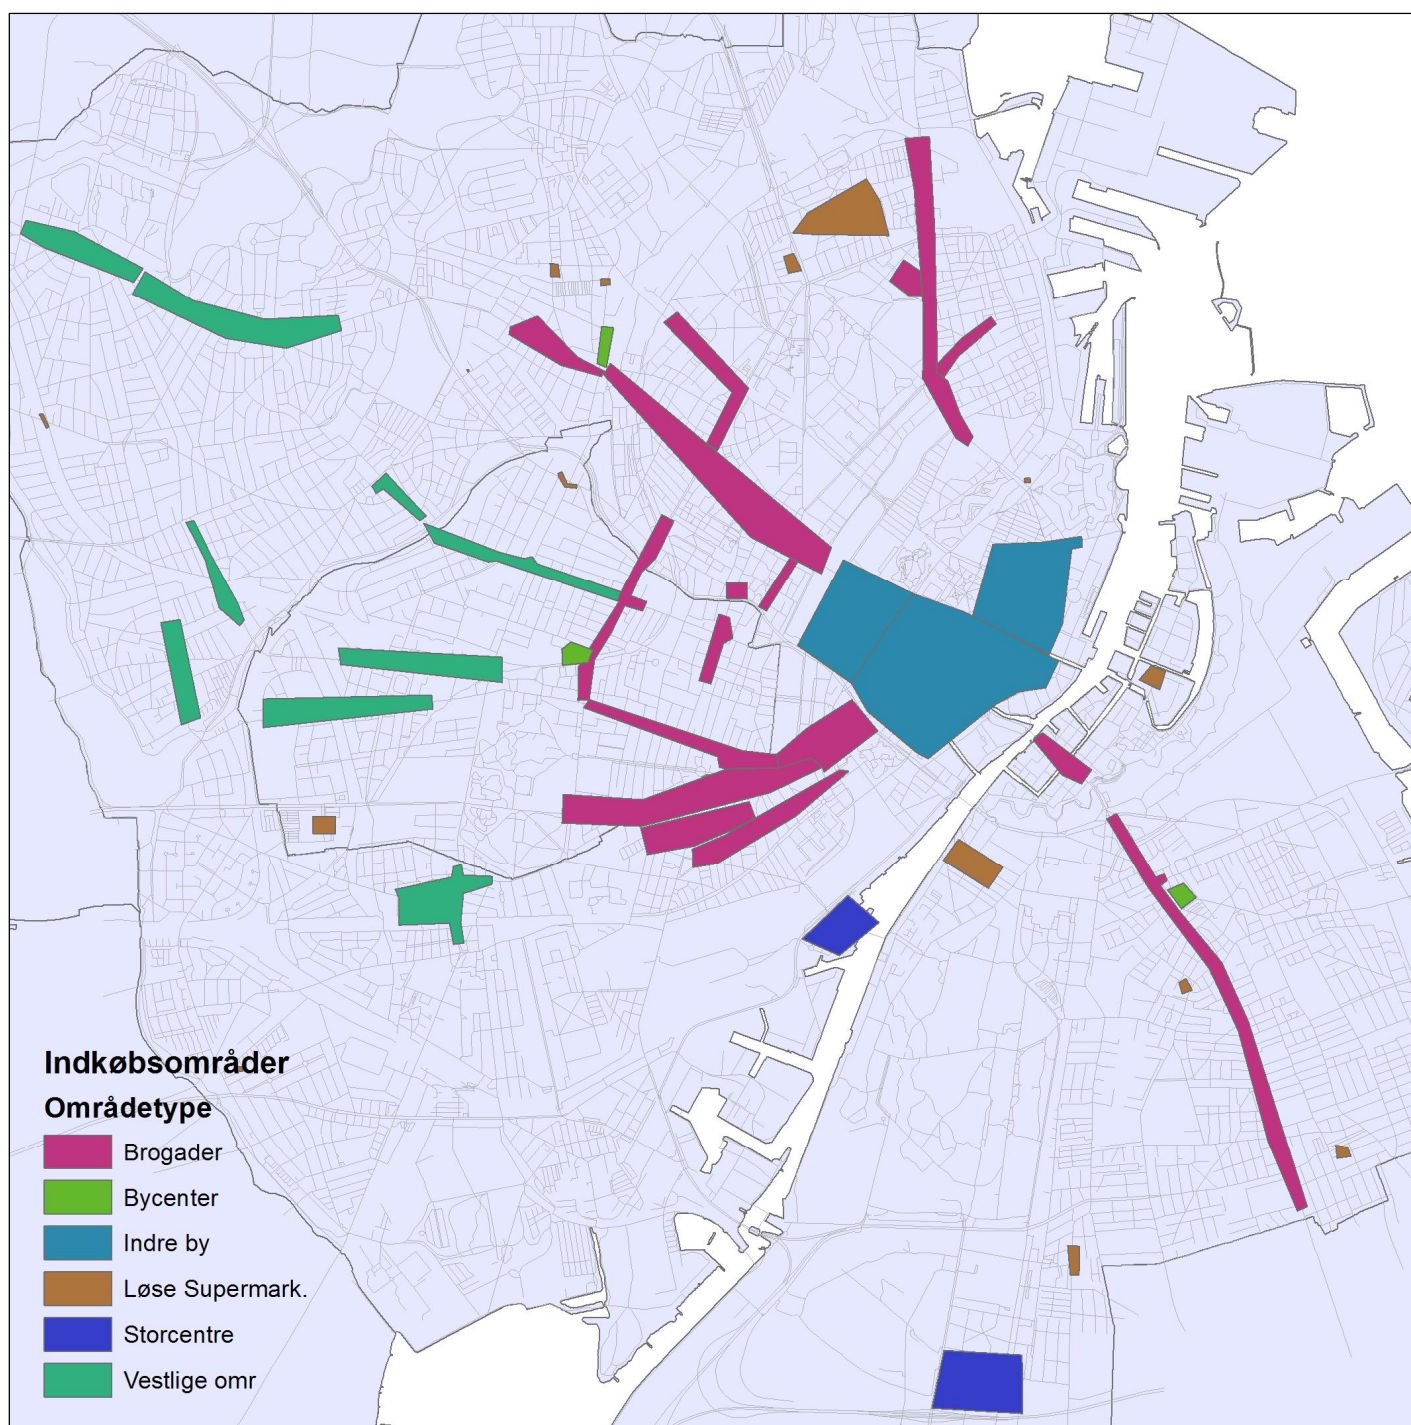 Indkøbsområder
Områdetype
Brogader
Bycenter
Indre by
Løse Supermark.
Storcentre
Vestlige omr